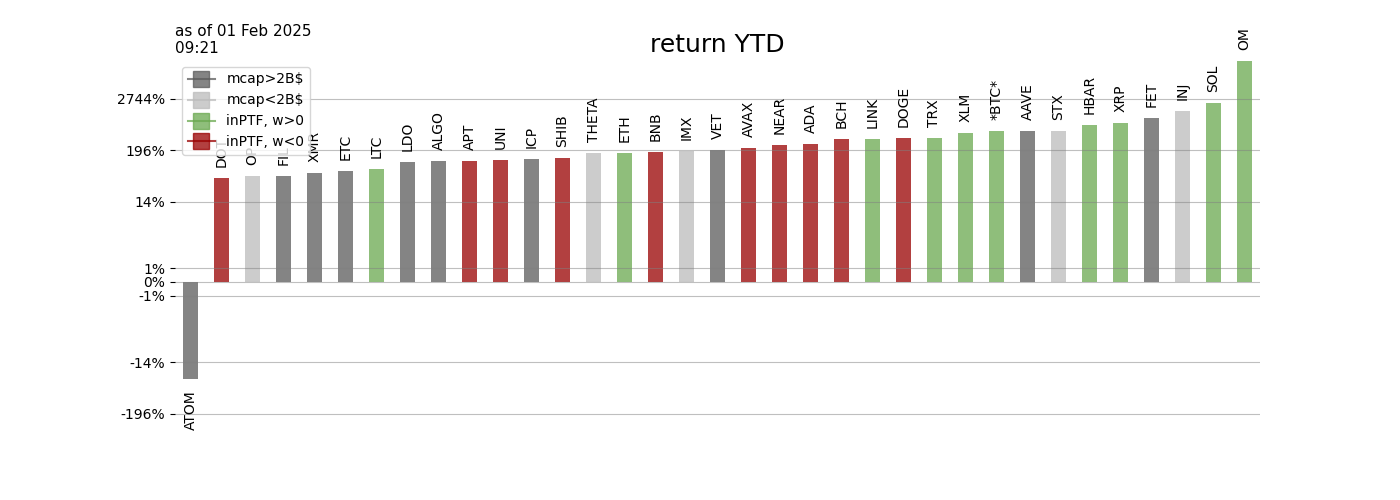 as of 01 Feb 2025
09:21
return YTD
mcap>2B$
mcap<2B$
inPTF, w>0
inPTF, w<0
2744%
196%
14%
1%
0%
-1%
-14%
-196%
ATOM
XMR
ETC
LTC
LDO
ALGO
APT
UNI
ICP
SHIB
THETA
ETH
BNB
IMX
VET
AVAX
NEAR
ADA
BCH
LINK
DOGE
TRX
XLM
*BTC*
AAVE
STX
HBAR
XRP
FET
INJ
SOL
OM